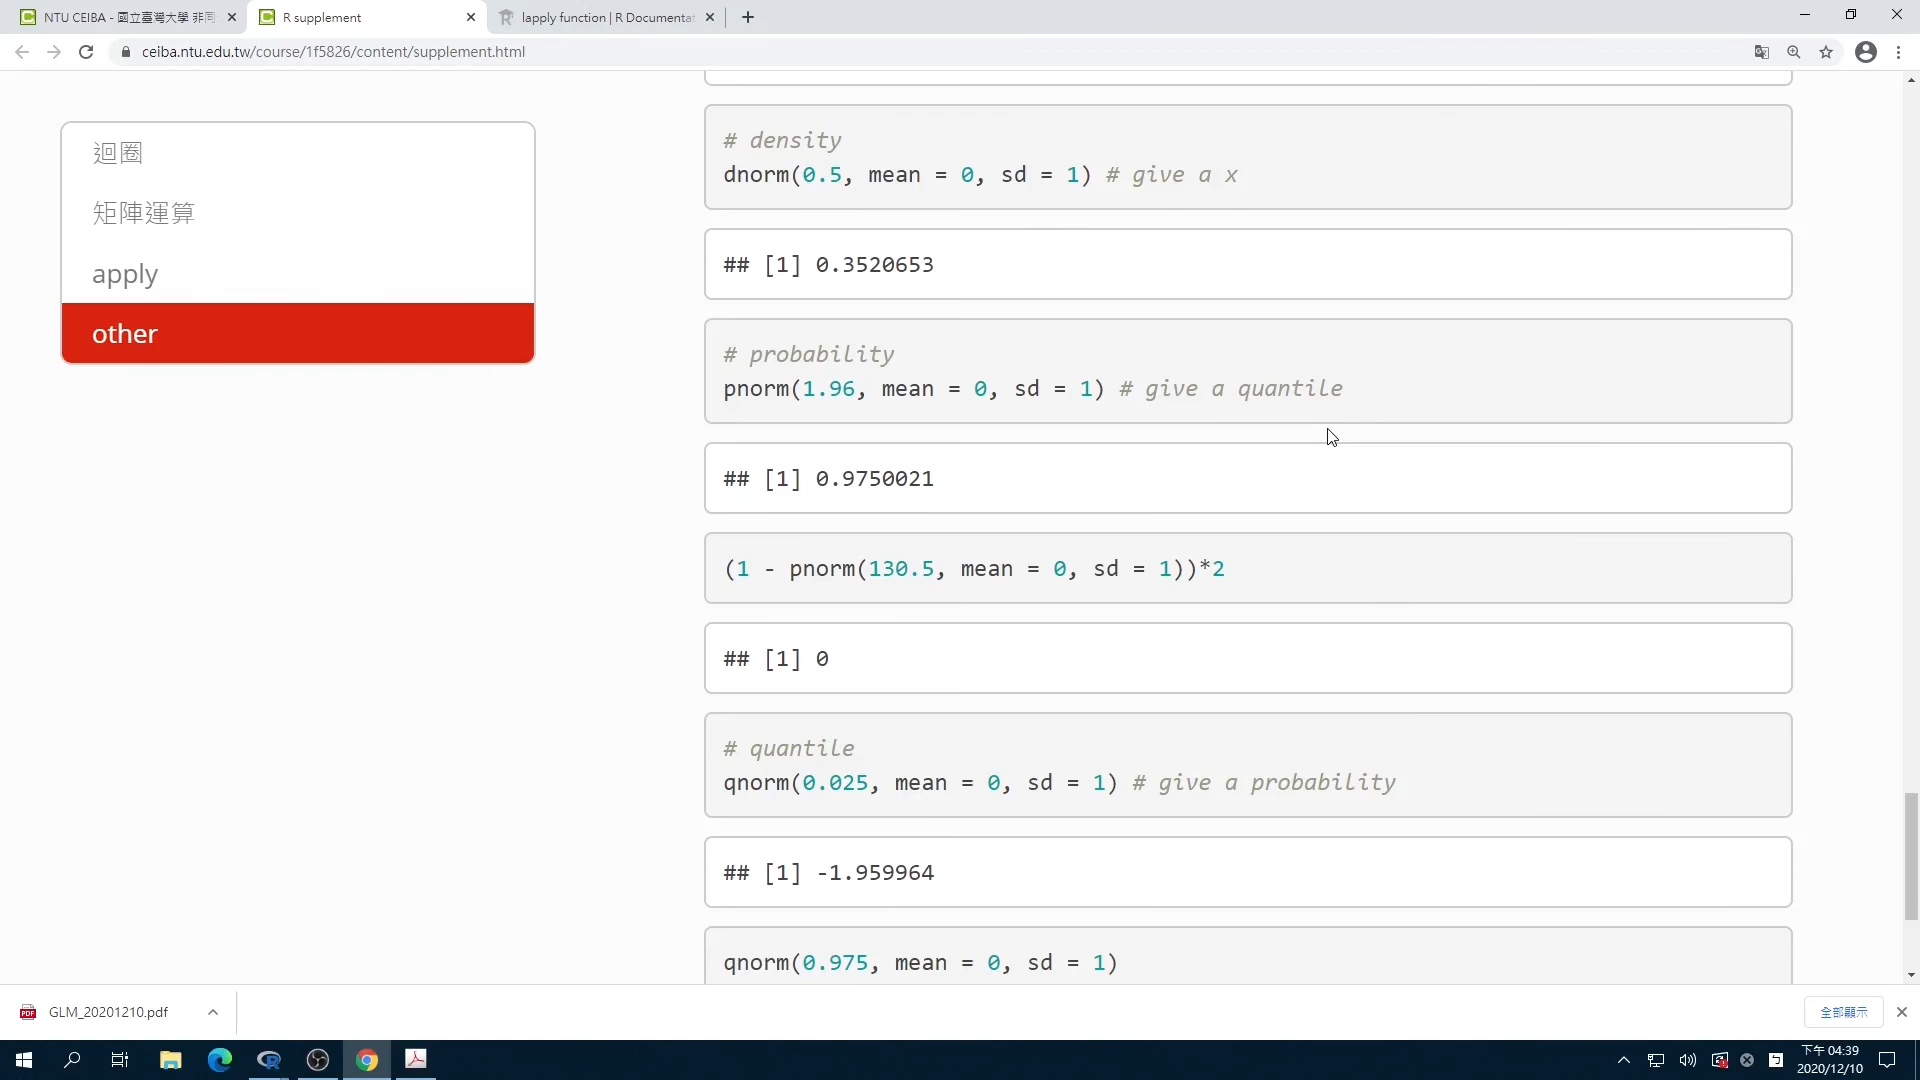 NTU CEIBA - 國立臺灣大學 非同
R supplement
lapply function | R Documentat
ceiba.ntu.edu.tw/course/1f5826/content/supplement.html
迴圈
矩陣運算
apply
other
# density
dnorm(0.5, mean = 0, sd = 1) # give a x
## [1] 0.3520653
# probability
pnorm(1.96, mean = 0, sd = 1) # give a quantile
## [1] 0.9750021
(1 - pnorm(130.5, mean = 0, sd = 1))*2
## [1] 0
# quantile
qnorm(0.025, mean = 0, sd = 1) # give a probability
## [1] -1.959964
qnorm(0.975, mean = 0, sd = 1)
PDF GLM_20201210.pdf
全部顯示
下午 04:39
2020/12/10